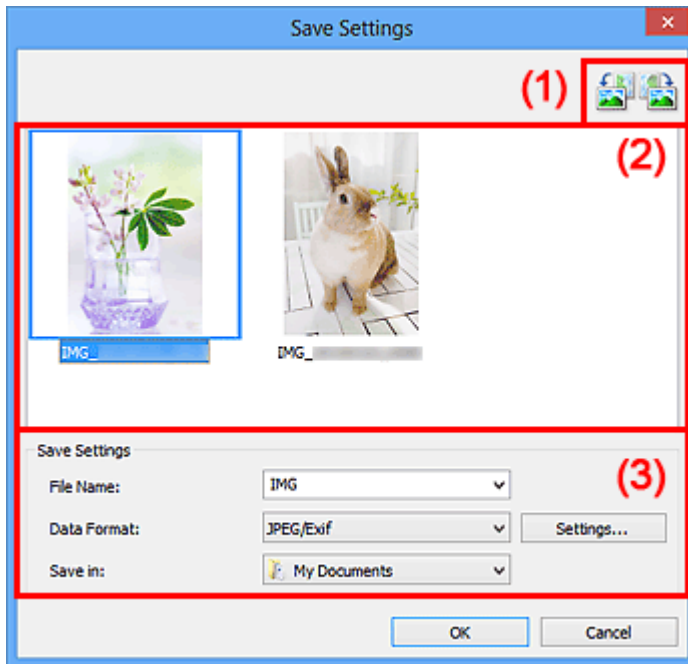 Save Settings
(1)
(2)
IMG_
IMG_
Save Settings
(3)
File Name:
IMG
Data Format:
JPEG/Exif
Settings...
Save in:
My Documents
OK
Cancel